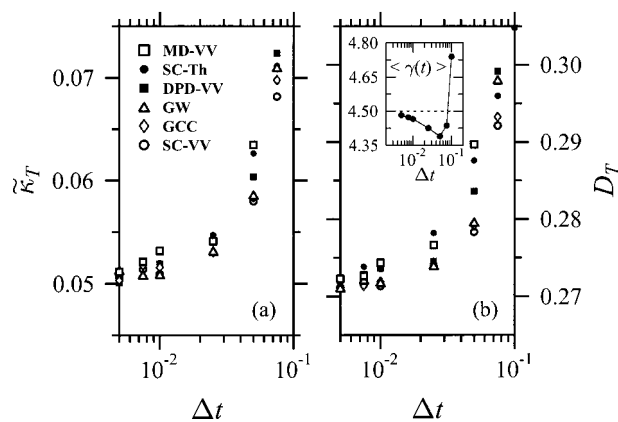 MD-VV
SC-Th
DPD-VV
GW
GCC
SC-VV
0.07
0.06
0.05
κ̃_T
(a)
10⁻²
10⁻¹
Δt
4.80
4.65
4.50
4.35
< γ(t) >
10⁻²
10⁻¹
Δt
0.30
0.29
0.28
0.27
D_T
(b)
10⁻²
10⁻¹
Δt